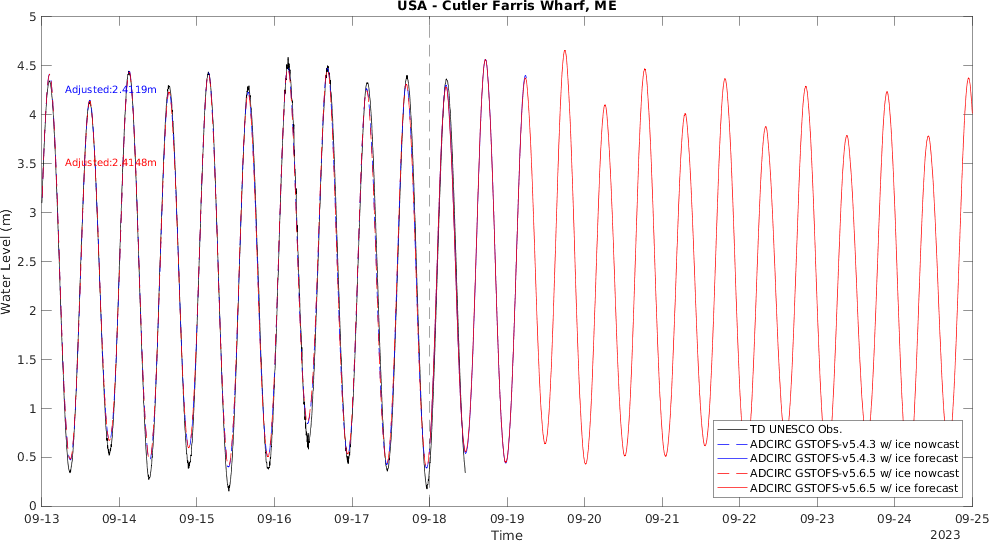 USA - Cutler Farris Wharf, ME
5
4.5
4
3.5
3
2.5
2
1.5
1
0.5
0
Water Level (m)
Adjusted:2.4119m
Adjusted:2.4148m
TD UNESCO Obs.
ADCIRC GSTOFS-v5.4.3 w/ ice nowcast
ADCIRC GSTOFS-v5.4.3 w/ ice forecast
ADCIRC GSTOFS-v5.6.5 w/ ice nowcast
ADCIRC GSTOFS-v5.6.5 w/ ice forecast
09-13 09-14 09-15 09-16 09-17 09-18 09-19 09-20 09-21 09-22 09-23 09-24 09-25
Time
2023